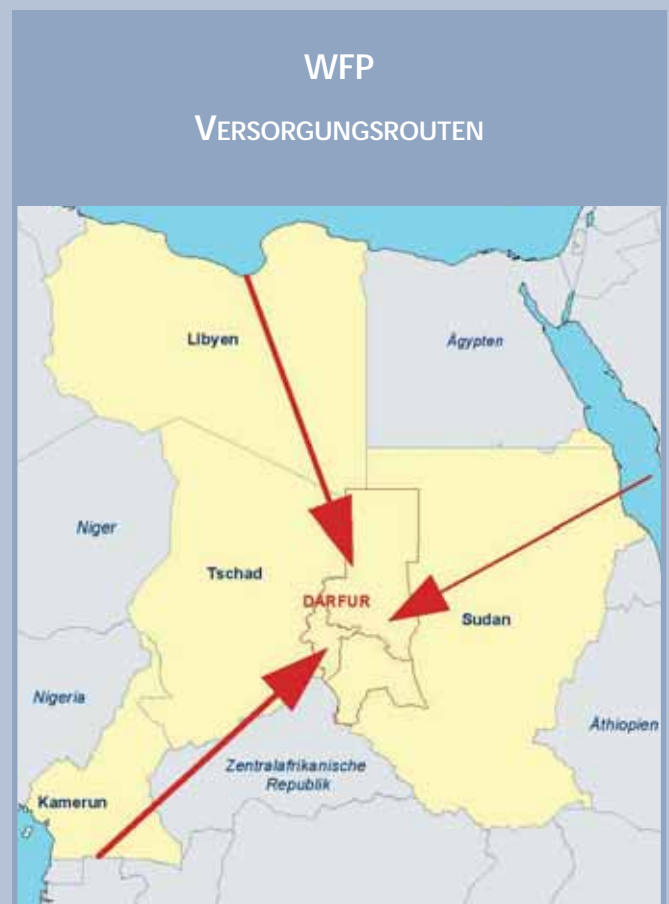 WFP
VERSORGUNGSROUTEN
Libyen
Ägypten
Niger
Tschad
DARFUR
Sudan
Nigeria
Äthiopien
Zentralafrikanische
Republik
Kamerun